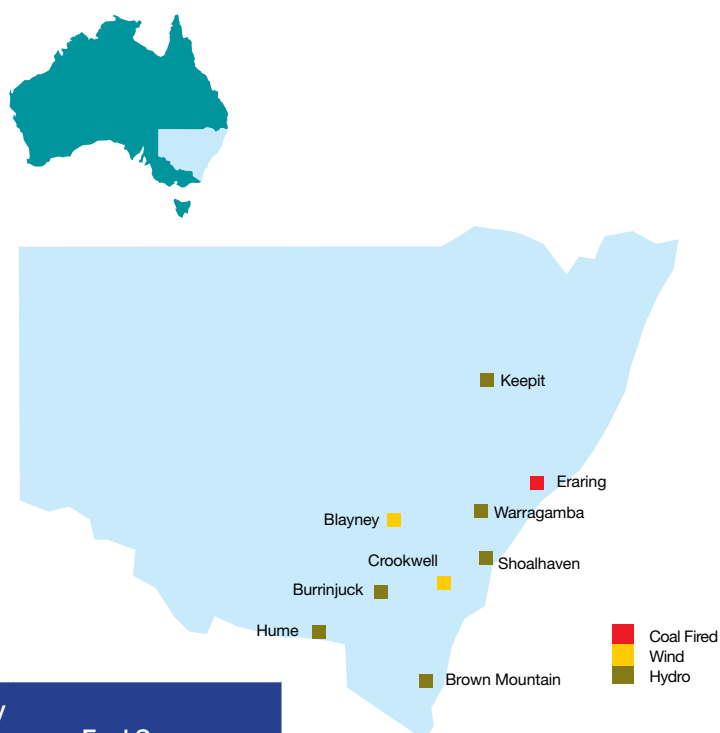 Keepit
Eraring
Warragamba
Blayney
Crookwell
Shoalhaven
Burrinjuck
Hume
Brown Mountain
Coal Fired
Wind
Hydro